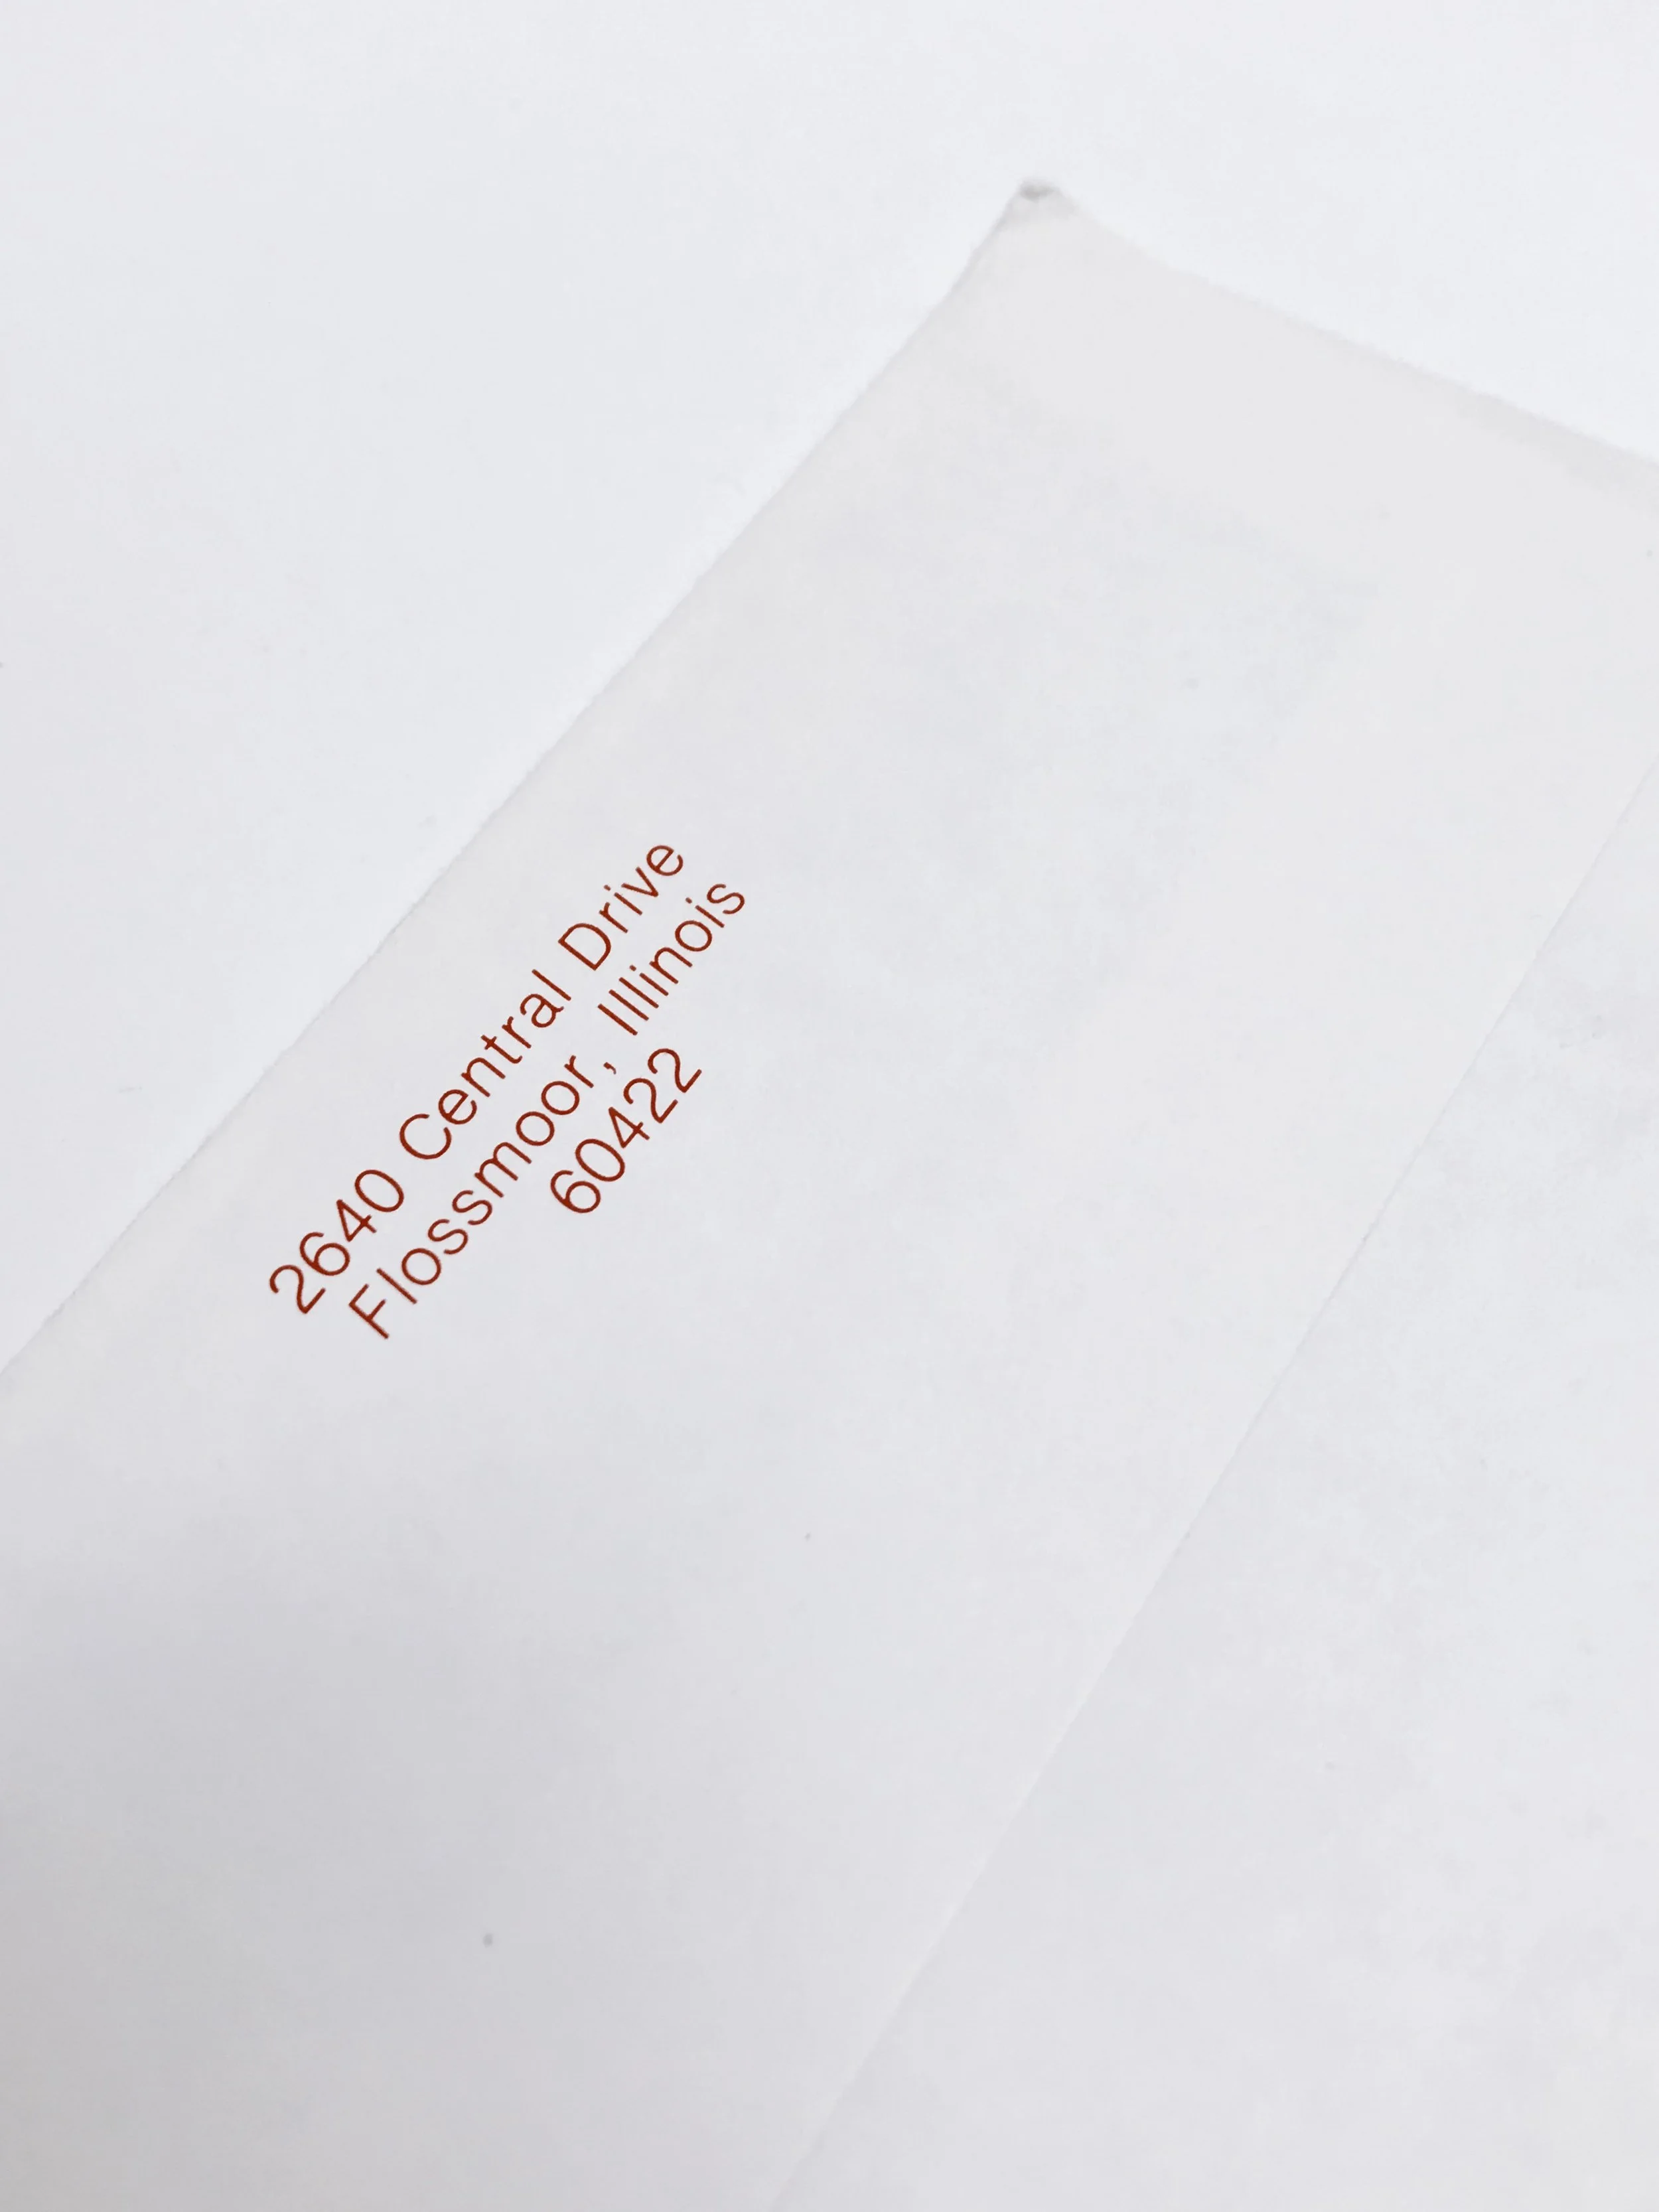 2640 Central Drive
Flossmoor, Illinois
60422